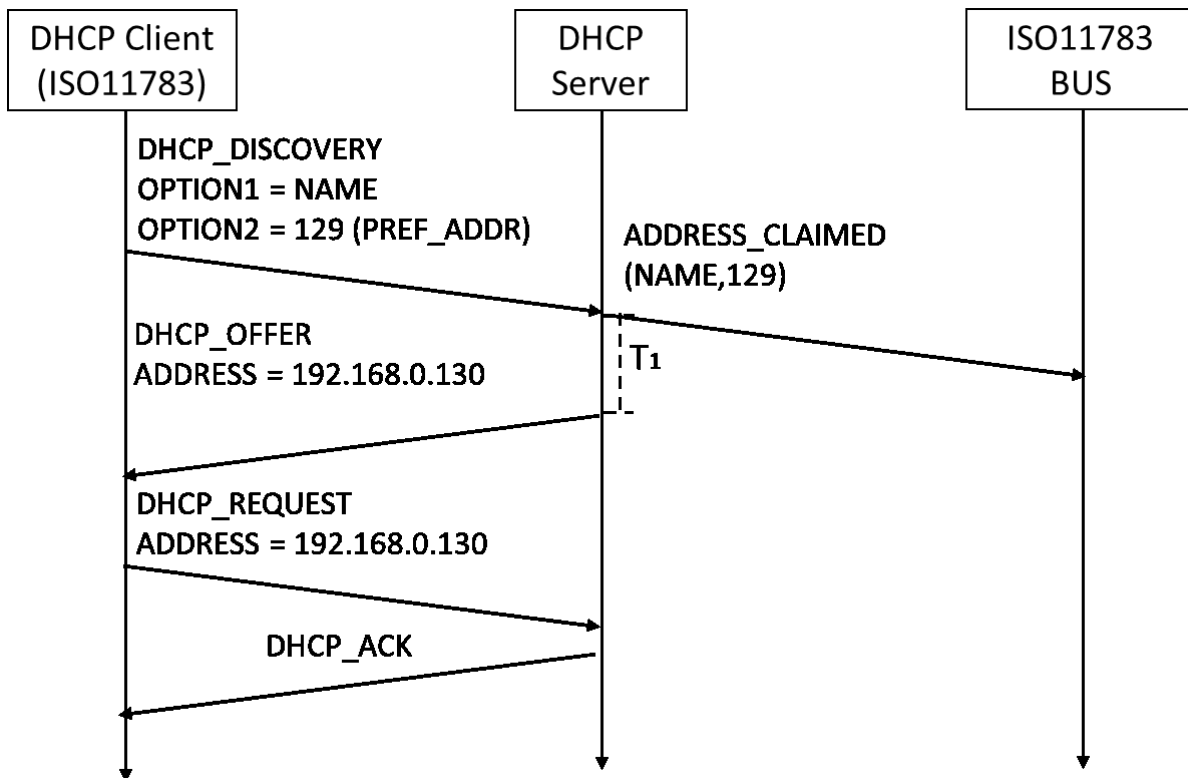 DHCP Client
(ISO11783)
DHCP
Server
ISO11783
BUS
DHCP_DISCOVERY
OPTION1 = NAME
OPTION2 = 129 (PREF_ADDR)
ADDRESS_CLAIMED
(NAME,129)
DHCP_OFFER
ADDRESS = 192.168.0.130
T1
DHCP_REQUEST
ADDRESS = 192.168.0.130
DHCP_ACK